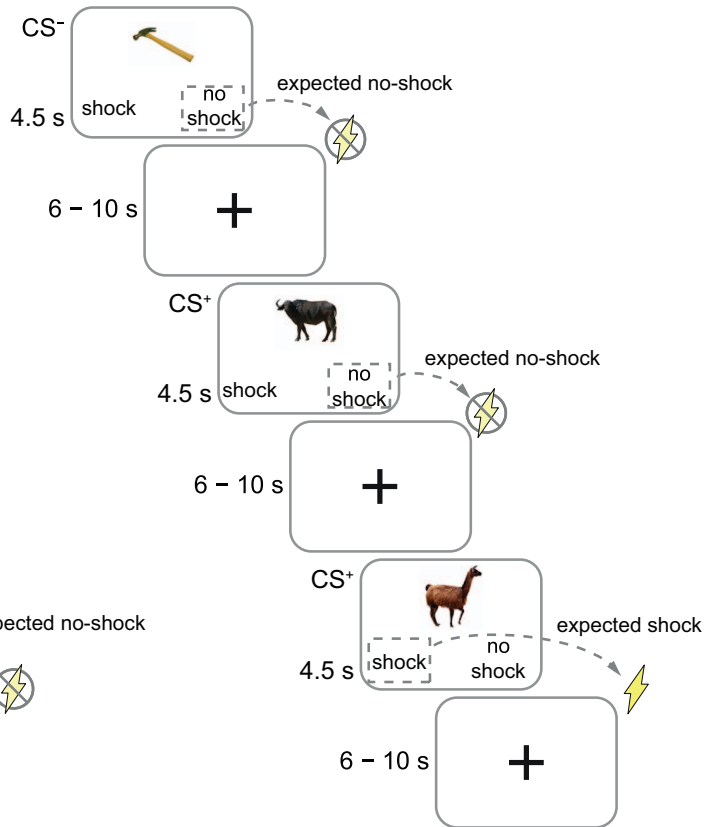 CS⁻
expected no-shock
no
shock shock
4.5 s
6 – 10 s
CS⁺
expected no-shock
no
shock shock
4.5 s
6 – 10 s
CS⁺
expected shock
no
shock shock
4.5 s
pected no-shock
6 – 10 s